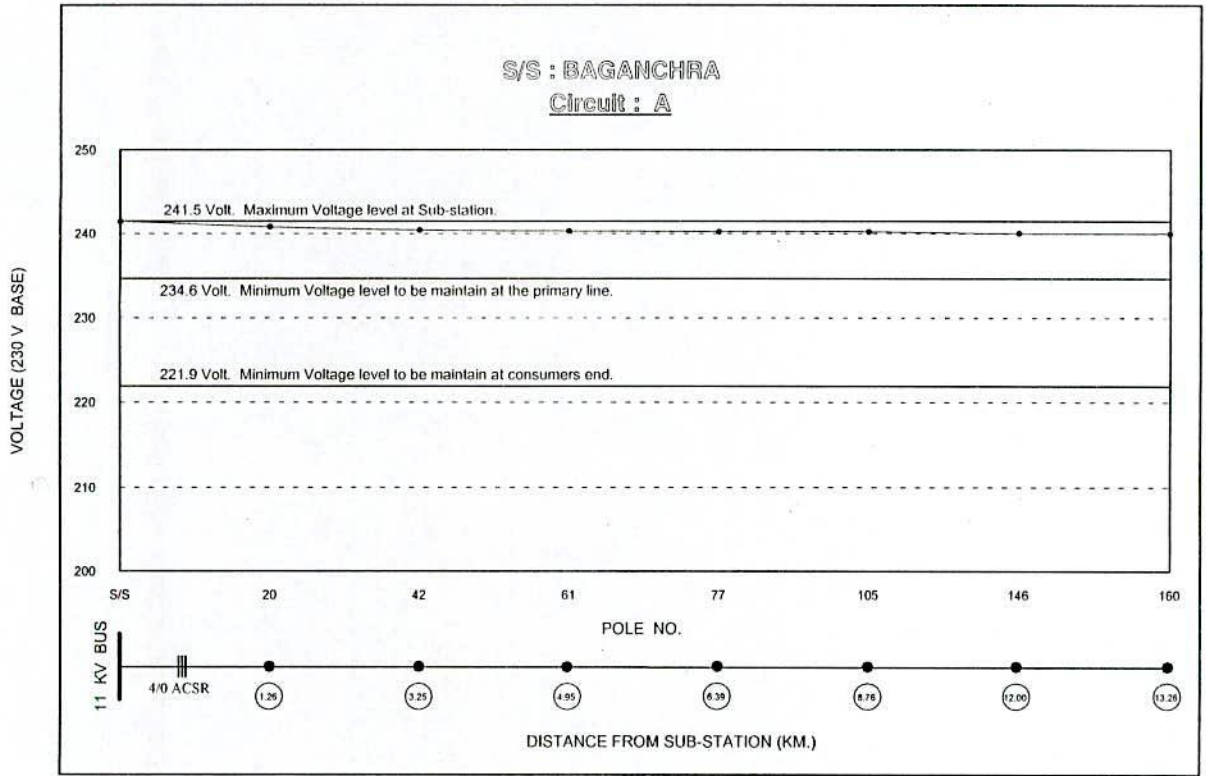 S/S : BAGANCHRA
Circuit : A
VOLTAGE (230 V BASE)
250
241.5 Volt. Maximum Voltage level at Sub-station.
240
234.6 Volt. Minimum Voltage level to be maintain at the primary line.
230
221.9 Volt. Minimum Voltage level to be maintain at consumers end.
220
210
200
S/S 20 42 61 77 105 146 160
POLE NO.
11 KV BUS
4/0 ACSR
1.26 3.25 4.95 6.39 8.76 12.00 13.26
DISTANCE FROM SUB-STATION (KM.)